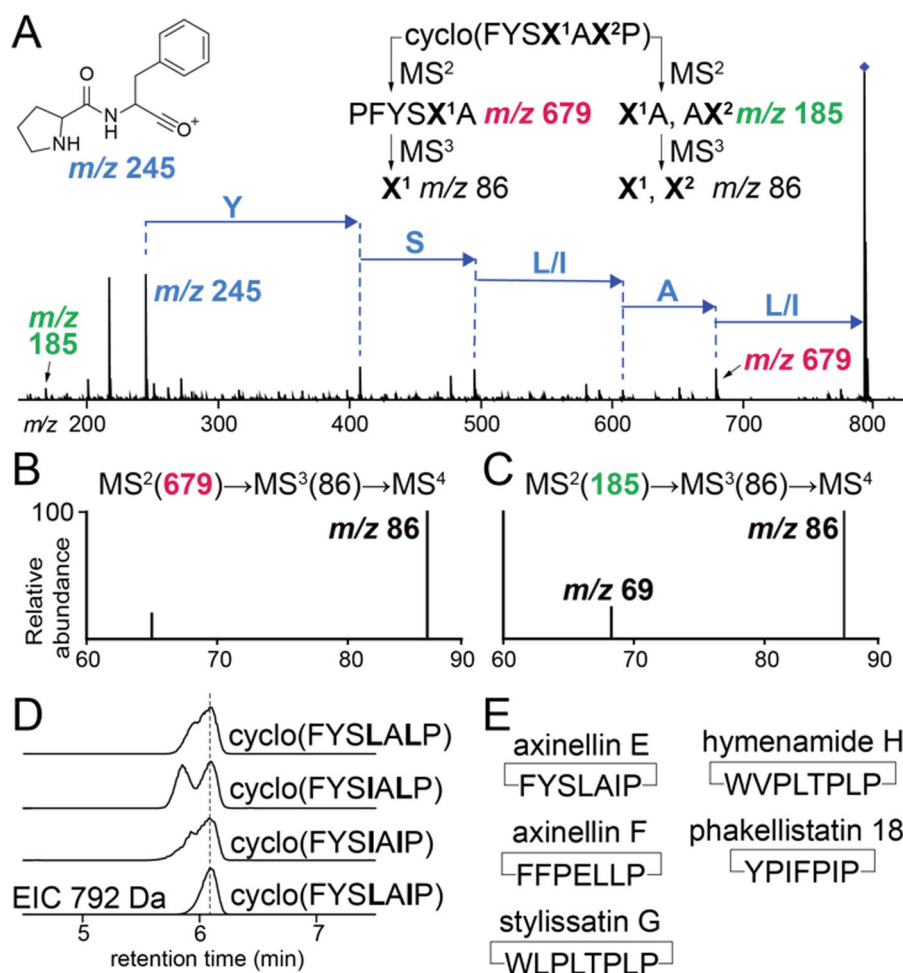 A
cyclo(FYSX¹AX²P)
MS² MS²
PFYSX¹A m/z 679 X¹A, AX² m/z 185
MS³ MS³
X¹ m/z 86 X¹, X² m/z 86
O
NH
N
H
O⁺
m/z 245
Y
S
L/I
A
L/I
m/z 245
m/z
185
m/z 679
m/z 200 300 400 500 600 700 800
B
MS²(679)→MS³(86)→MS⁴
100
m/z 86
Relative
abundance
60 70 80 90
C
MS²(185)→MS³(86)→MS⁴
100
m/z 86
m/z 69
60 70 80 90
D
cyclo(FYSLALP)
cyclo(FYSIALP)
cyclo(FYSIAIP)
EIC 792 Da cyclo(FYSLAIP)
5 6 7
retention time (min)
E
axinellin E
FYSLAIP
hymenamide H
WVPLTPLP
axinellin F
FFPELLP
phakellistatin 18
YPIFPIP
stylissatin G
WLPLTPLP